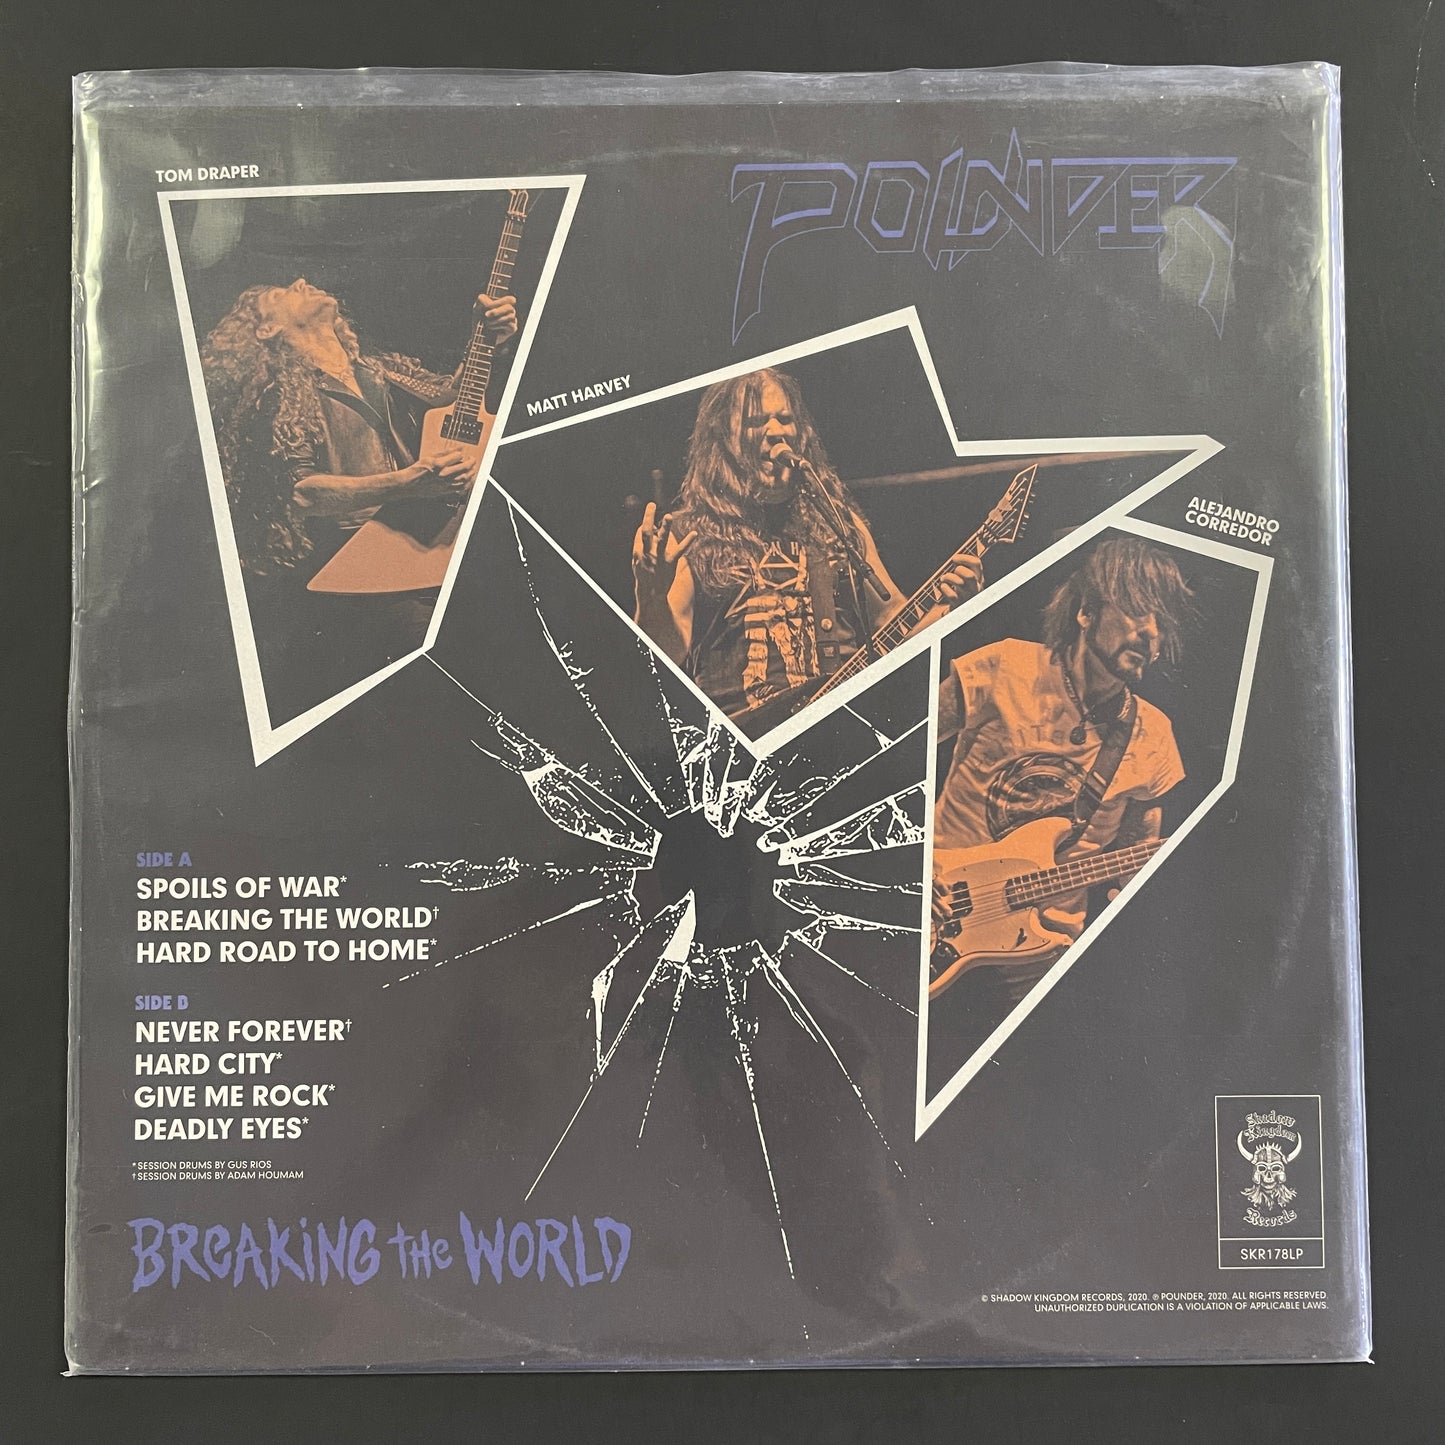 TOM DRAPER
POUNDER
MATT HARVEY
ALEJANDRO
CORREDOR
SIDE A
SPOILS OF WAR*
BREAKING THE WORLD†
HARD ROAD TO HOME*
SIDE B
NEVER FOREVER†
HARD CITY*
GIVE ME ROCK*
DEADLY EYES*
*SESSION DRUMS BY GUS RIOS
†SESSION DRUMS BY ADAM HOUMAM
BREAKiNG tHe WORLD
Shadow
Kingdom
Records
SKR178LP
© SHADOW KINGDOM RECORDS, 2020. ℗ POUNDER, 2020. ALL RIGHTS RESERVED.
UNAUTHORIZED DUPLICATION IS A VIOLATION OF APPLICABLE LAWS.